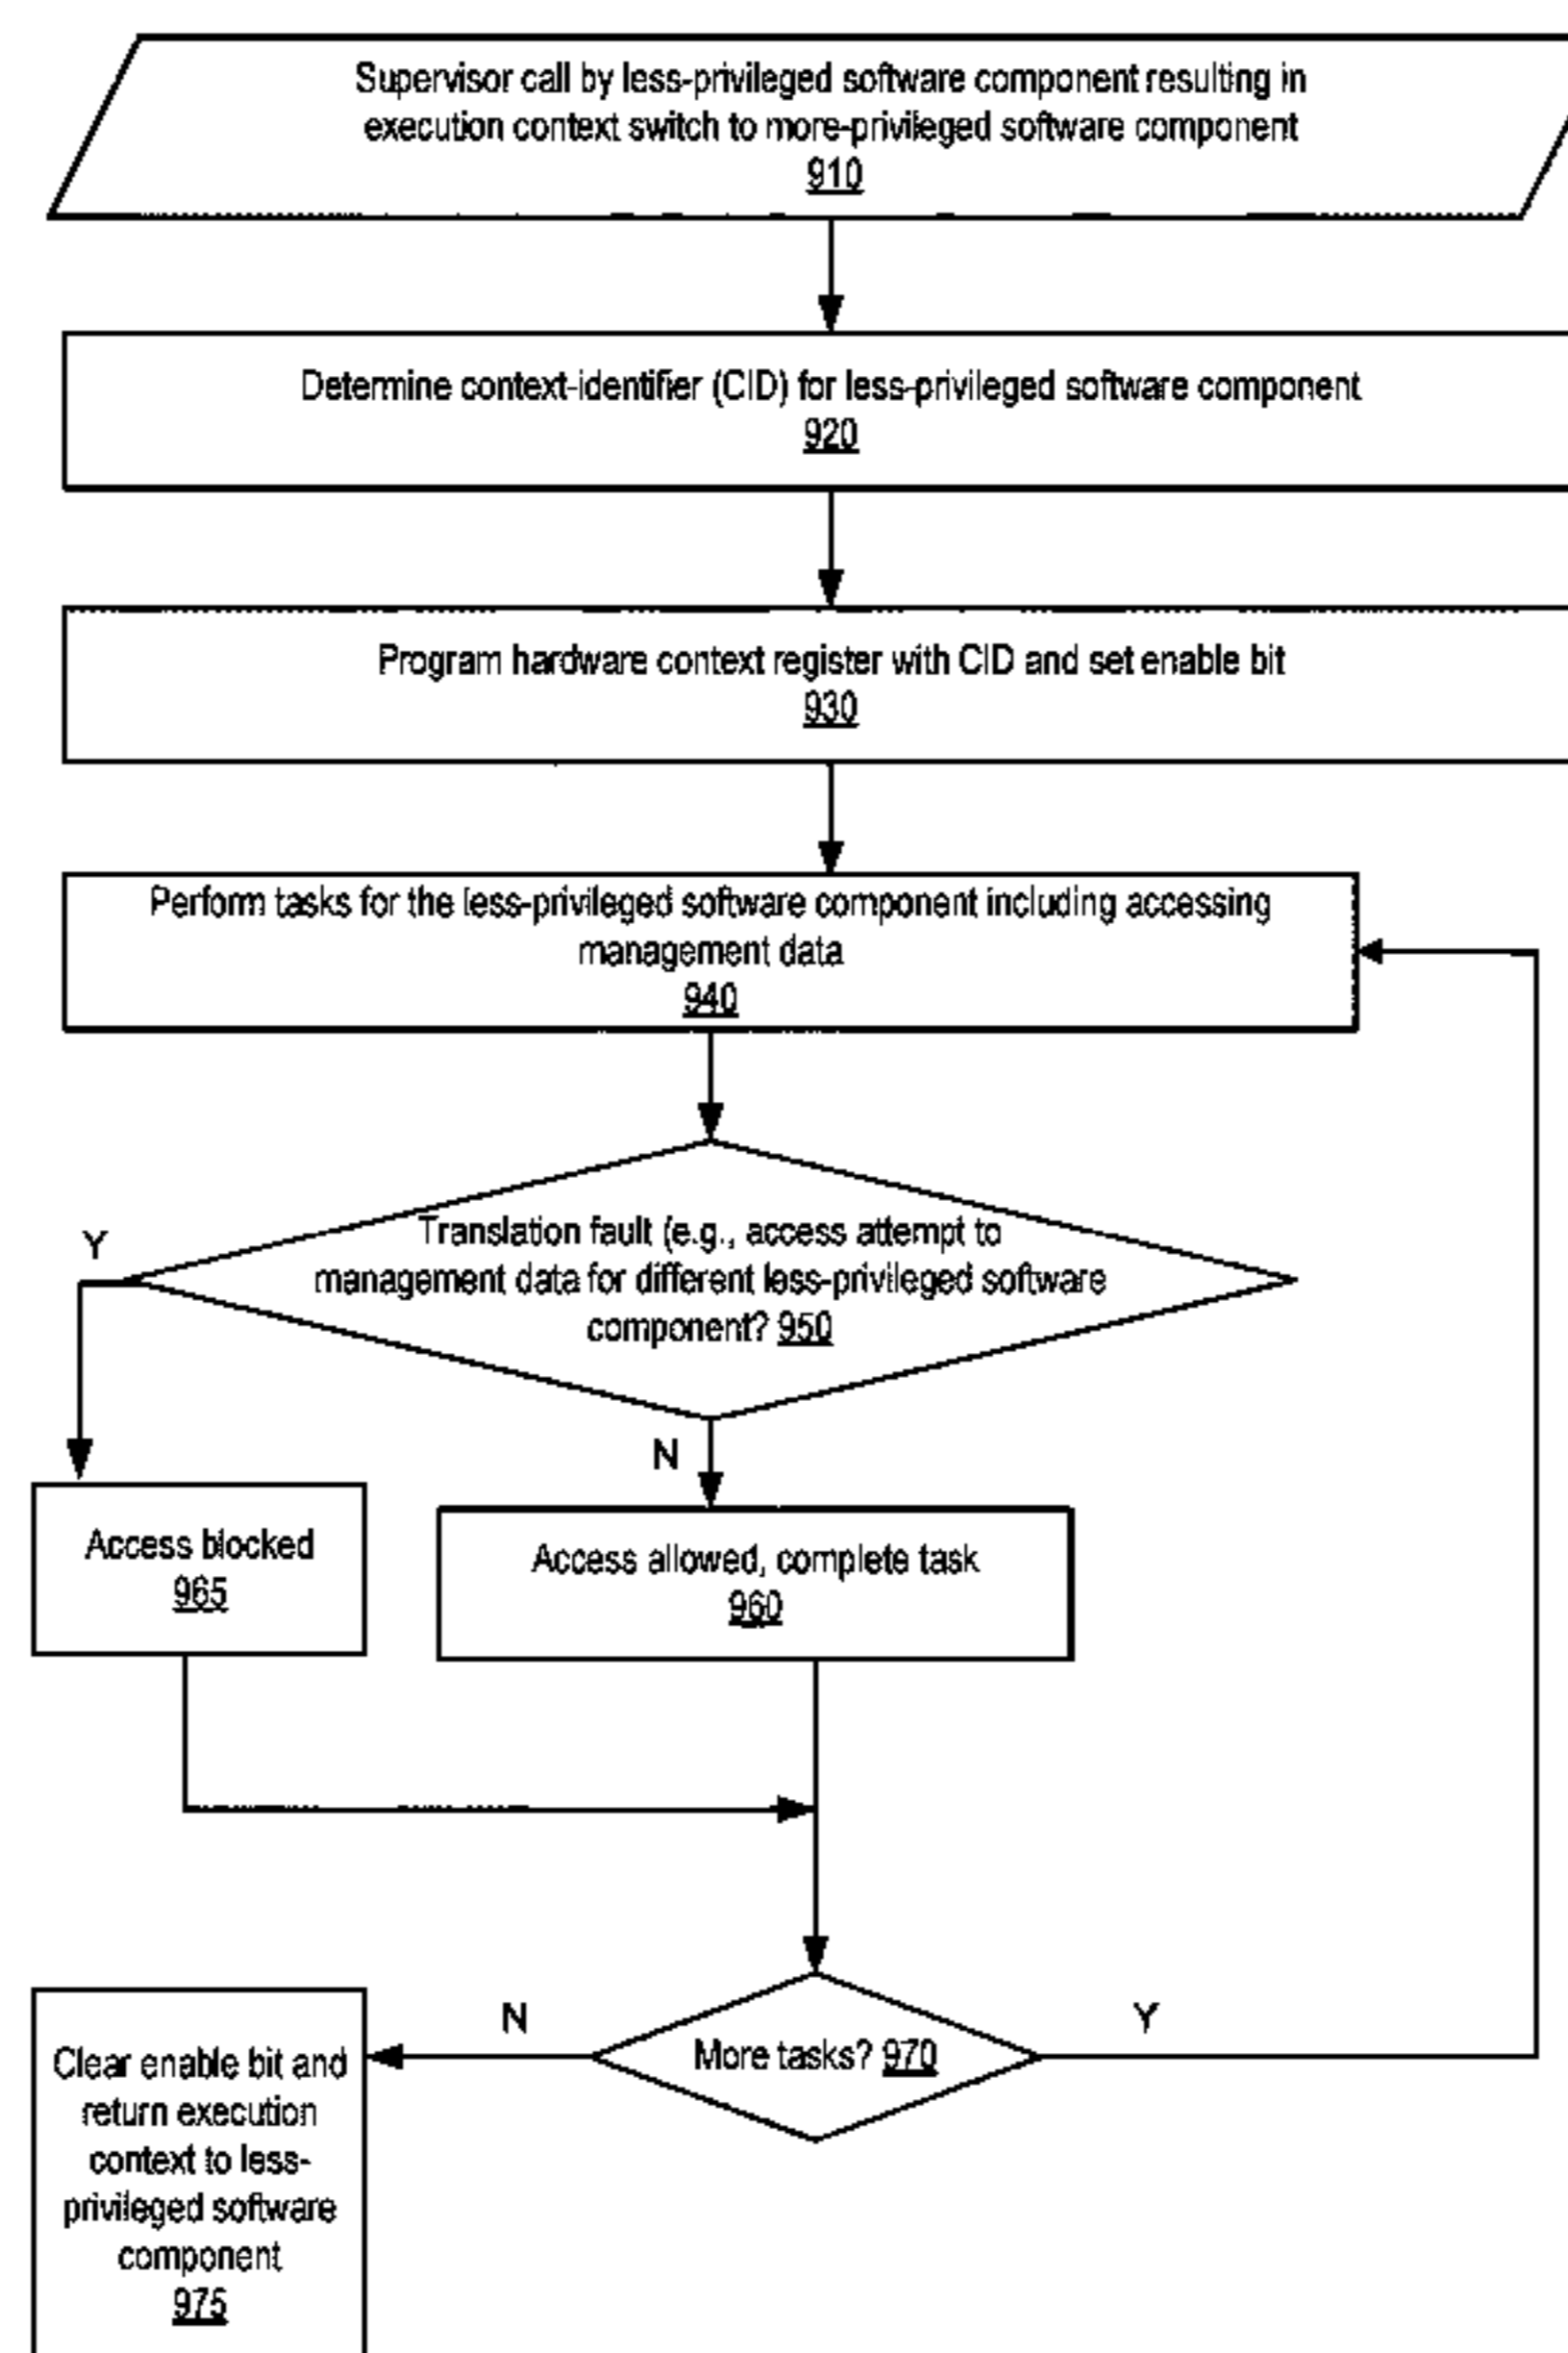 Supervisor call by less-privileged software component resulting in
execution context switch to more-privileged software component
910
Determine context-identifier (CID) for less-privileged software component
920
Program hardware context register with CID and set enable bit
930
Perform tasks for the less-privileged software component including accessing
management data
940
Translation fault (e.g., access attempt to
management data for different less-privileged software
component? 950
Y
N
Access blocked
965
Access allowed, complete task
960
More tasks? 970
N
Y
Clear enable bit and
return execution
context to less-
privileged software
component
975